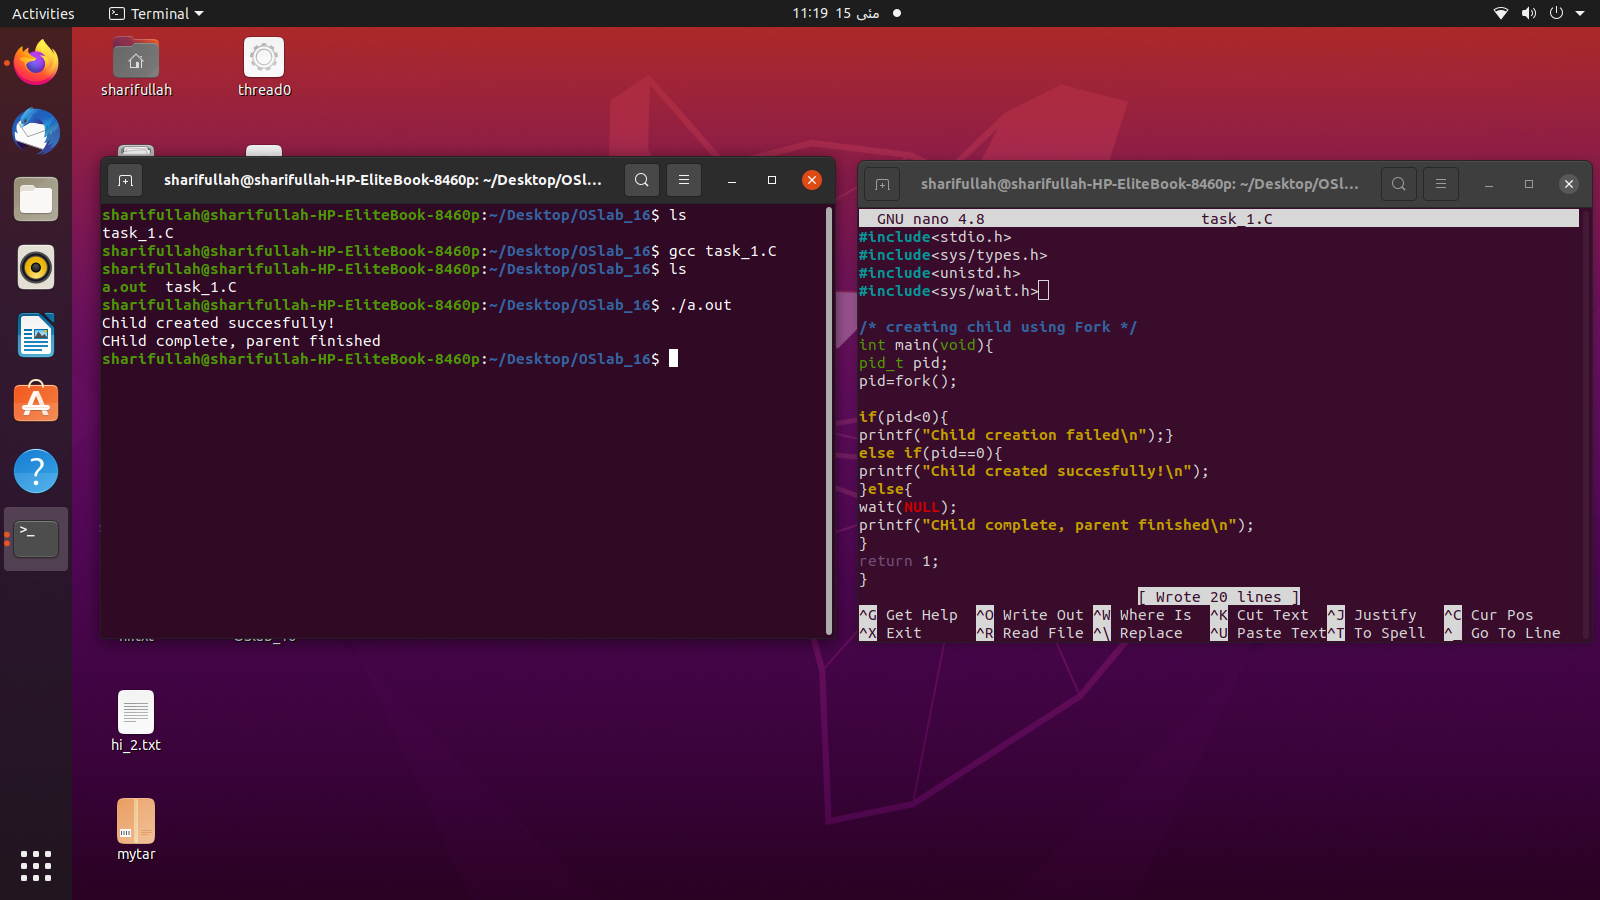 Activities
Terminal
11:19 مئی 15
sharifullah
thread0
sharifullah@sharifullah-HP-EliteBook-8460p: ~/Desktop/OSl...
sharifullah@sharifullah-HP-EliteBook-8460p:~/Desktop/OSlab_16$ ls
task_1.C
sharifullah@sharifullah-HP-EliteBook-8460p:~/Desktop/OSlab_16$ gcc task_1.C
sharifullah@sharifullah-HP-EliteBook-8460p:~/Desktop/OSlab_16$ ls
a.out  task_1.C
sharifullah@sharifullah-HP-EliteBook-8460p:~/Desktop/OSlab_16$ ./a.out
Child created succesfully!
CHild complete, parent finished
sharifullah@sharifullah-HP-EliteBook-8460p:~/Desktop/OSlab_16$
sharifullah@sharifullah-HP-EliteBook-8460p: ~/Desktop/OSl...
GNU nano 4.8 task_1.C
#include<stdio.h>
#include<sys/types.h>
#include<unistd.h>
#include<sys/wait.h>
/* creating child using Fork */
int main(void){
pid_t pid;
pid=fork();
if(pid<0){
printf("Child creation failed\n");}
else if(pid==0){
printf("Child created succesfully!\n");
}else{
wait(NULL);
printf("CHild complete, parent finished\n");
}
return 1;
}
[ Wrote 20 lines ]
^G Get Help ^O Write Out ^W Where Is ^K Cut Text ^J Justify ^C Cur Pos
^X Exit ^R Read File ^\ Replace ^U Paste Text ^T To Spell ^_ Go To Line
hi_2.txt
mytar